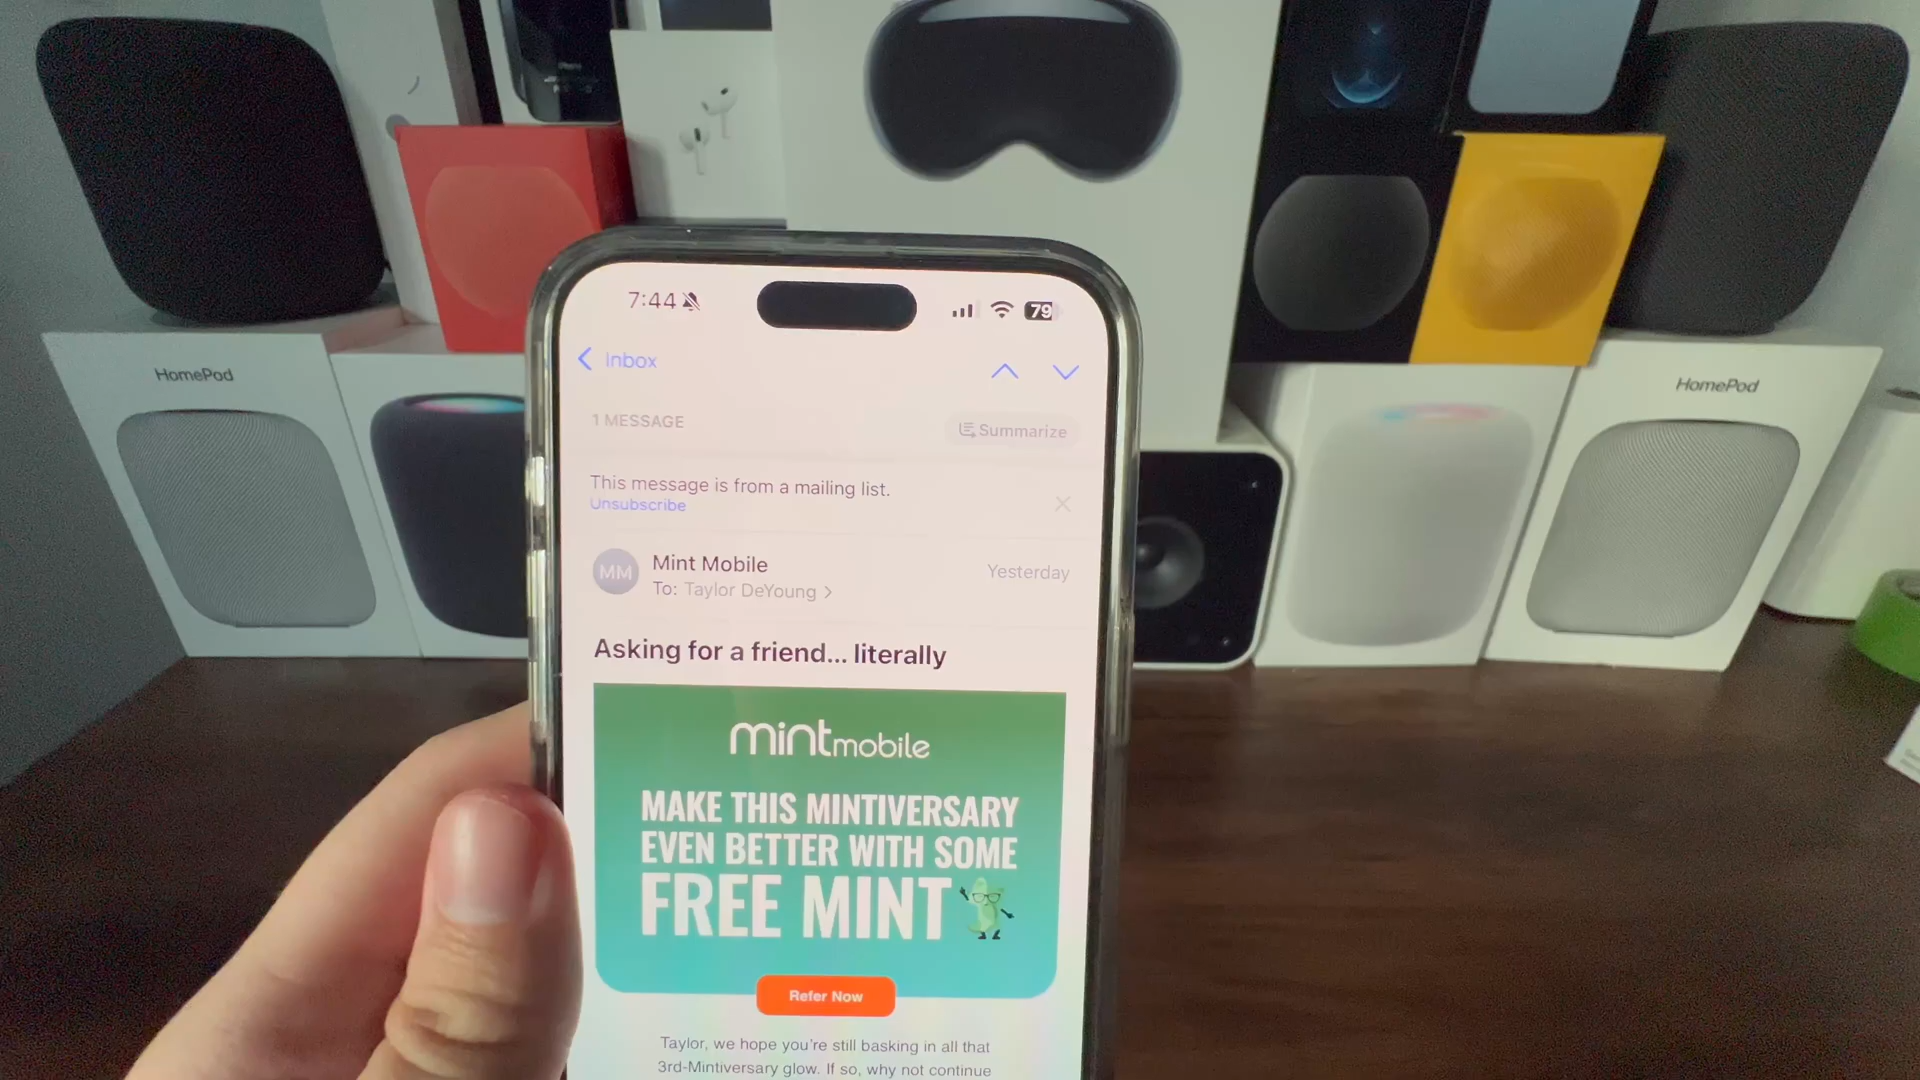 HomePod
HomePod
7:44
79
Inbox
1 MESSAGE
Summarize
This message is from a mailing list.
Unsubscribe
MM
Mint Mobile
Yesterday
To: Taylor DeYoung
Asking for a friend... literally
mint mobile
MAKE THIS MINTIVERSARY
EVEN BETTER WITH SOME
FREE MINT
Refer Now
Taylor, we hope you're still basking in all that
3rd-Mintiversary glow. If so, why not continue